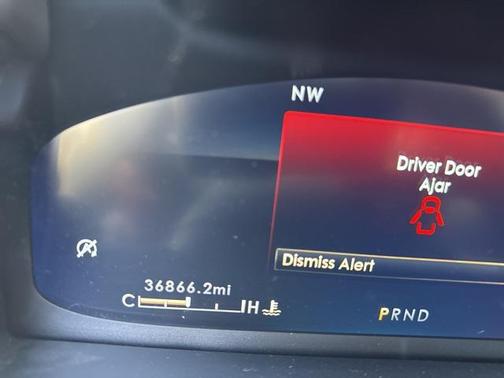 NW
Driver Door
Ajar
Dismiss Alert
36866.2mi
C H
PRND